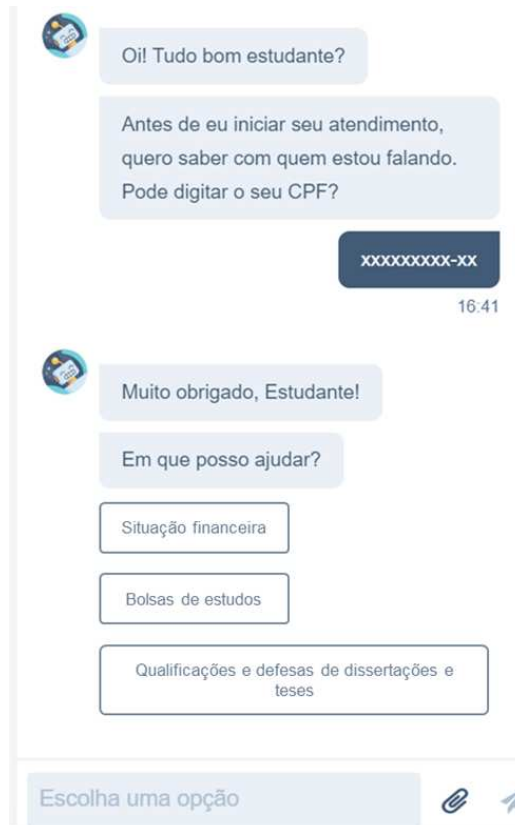 Oi! Tudo bom estudante?
Antes de eu iniciar seu atendimento,
quero saber com quem estou falando.
Pode digitar o seu CPF?
xxxxxxxxx-xx
16:41
Muito obrigado, Estudante!
Em que posso ajudar?
Situação financeira
Bolsas de estudos
Qualificações e defesas de dissertações e
teses
Escolha uma opção